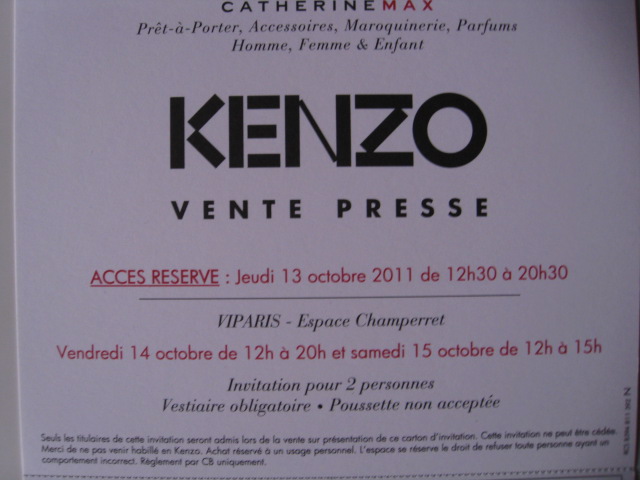 CATHERINEMAX
Prêt-à-Porter, Accessoires, Maroquinerie, Parfums
Homme, Femme & Enfant
KENZO
VENTE PRESSE
ACCES RESERVE : Jeudi 13 octobre 2011 de 12h30 à 20h30
VIPARIS - Espace Champerret
Vendredi 14 octobre de 12h à 20h et samedi 15 octobre de 12h à 15h
Invitation pour 2 personnes
Vestiaire obligatoire • Poussette non acceptée
Seuls les titulaires de cette invitation seront admis lors de la vente sur présentation de ce carton d'invitation. Cette invitation ne peut être cédée.
Merci de ne pas venir habillé en Kenzo. Achat réservé à un usage personnel. L'espace se réserve le droit de refuser toute personne ayant un
comportement incorrect. Règlement par CB uniquement.